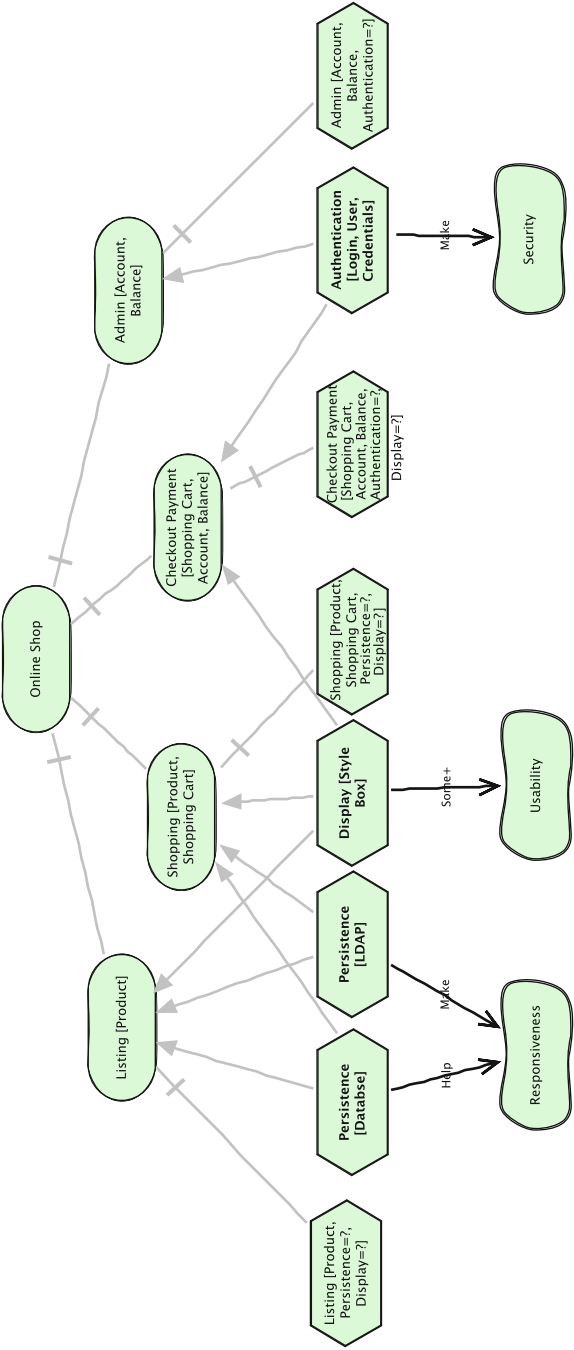 Online Shop
Listing [Product]
Shopping [Product,
Shopping Cart]
Checkout Payment
[Shopping Cart,
Account, Balance]
Admin [Account,
Balance]
Listing [Product,
Persistence=?,
Display=?]
Persistence
[Databse]
Persistence
[LDAP]
Display [Style
Box]
Shopping [Product,
Shopping Cart,
Persistence=?,
Display=?]
Checkout Payment
[Shopping Cart,
Account, Balance,
Authentication=?,
Display=?]
Authentication
[Login, User,
Credentials]
Admin [Account,
Balance,
Authentication=?]
Help
Make
Some+
Make
Responsiveness
Usability
Security